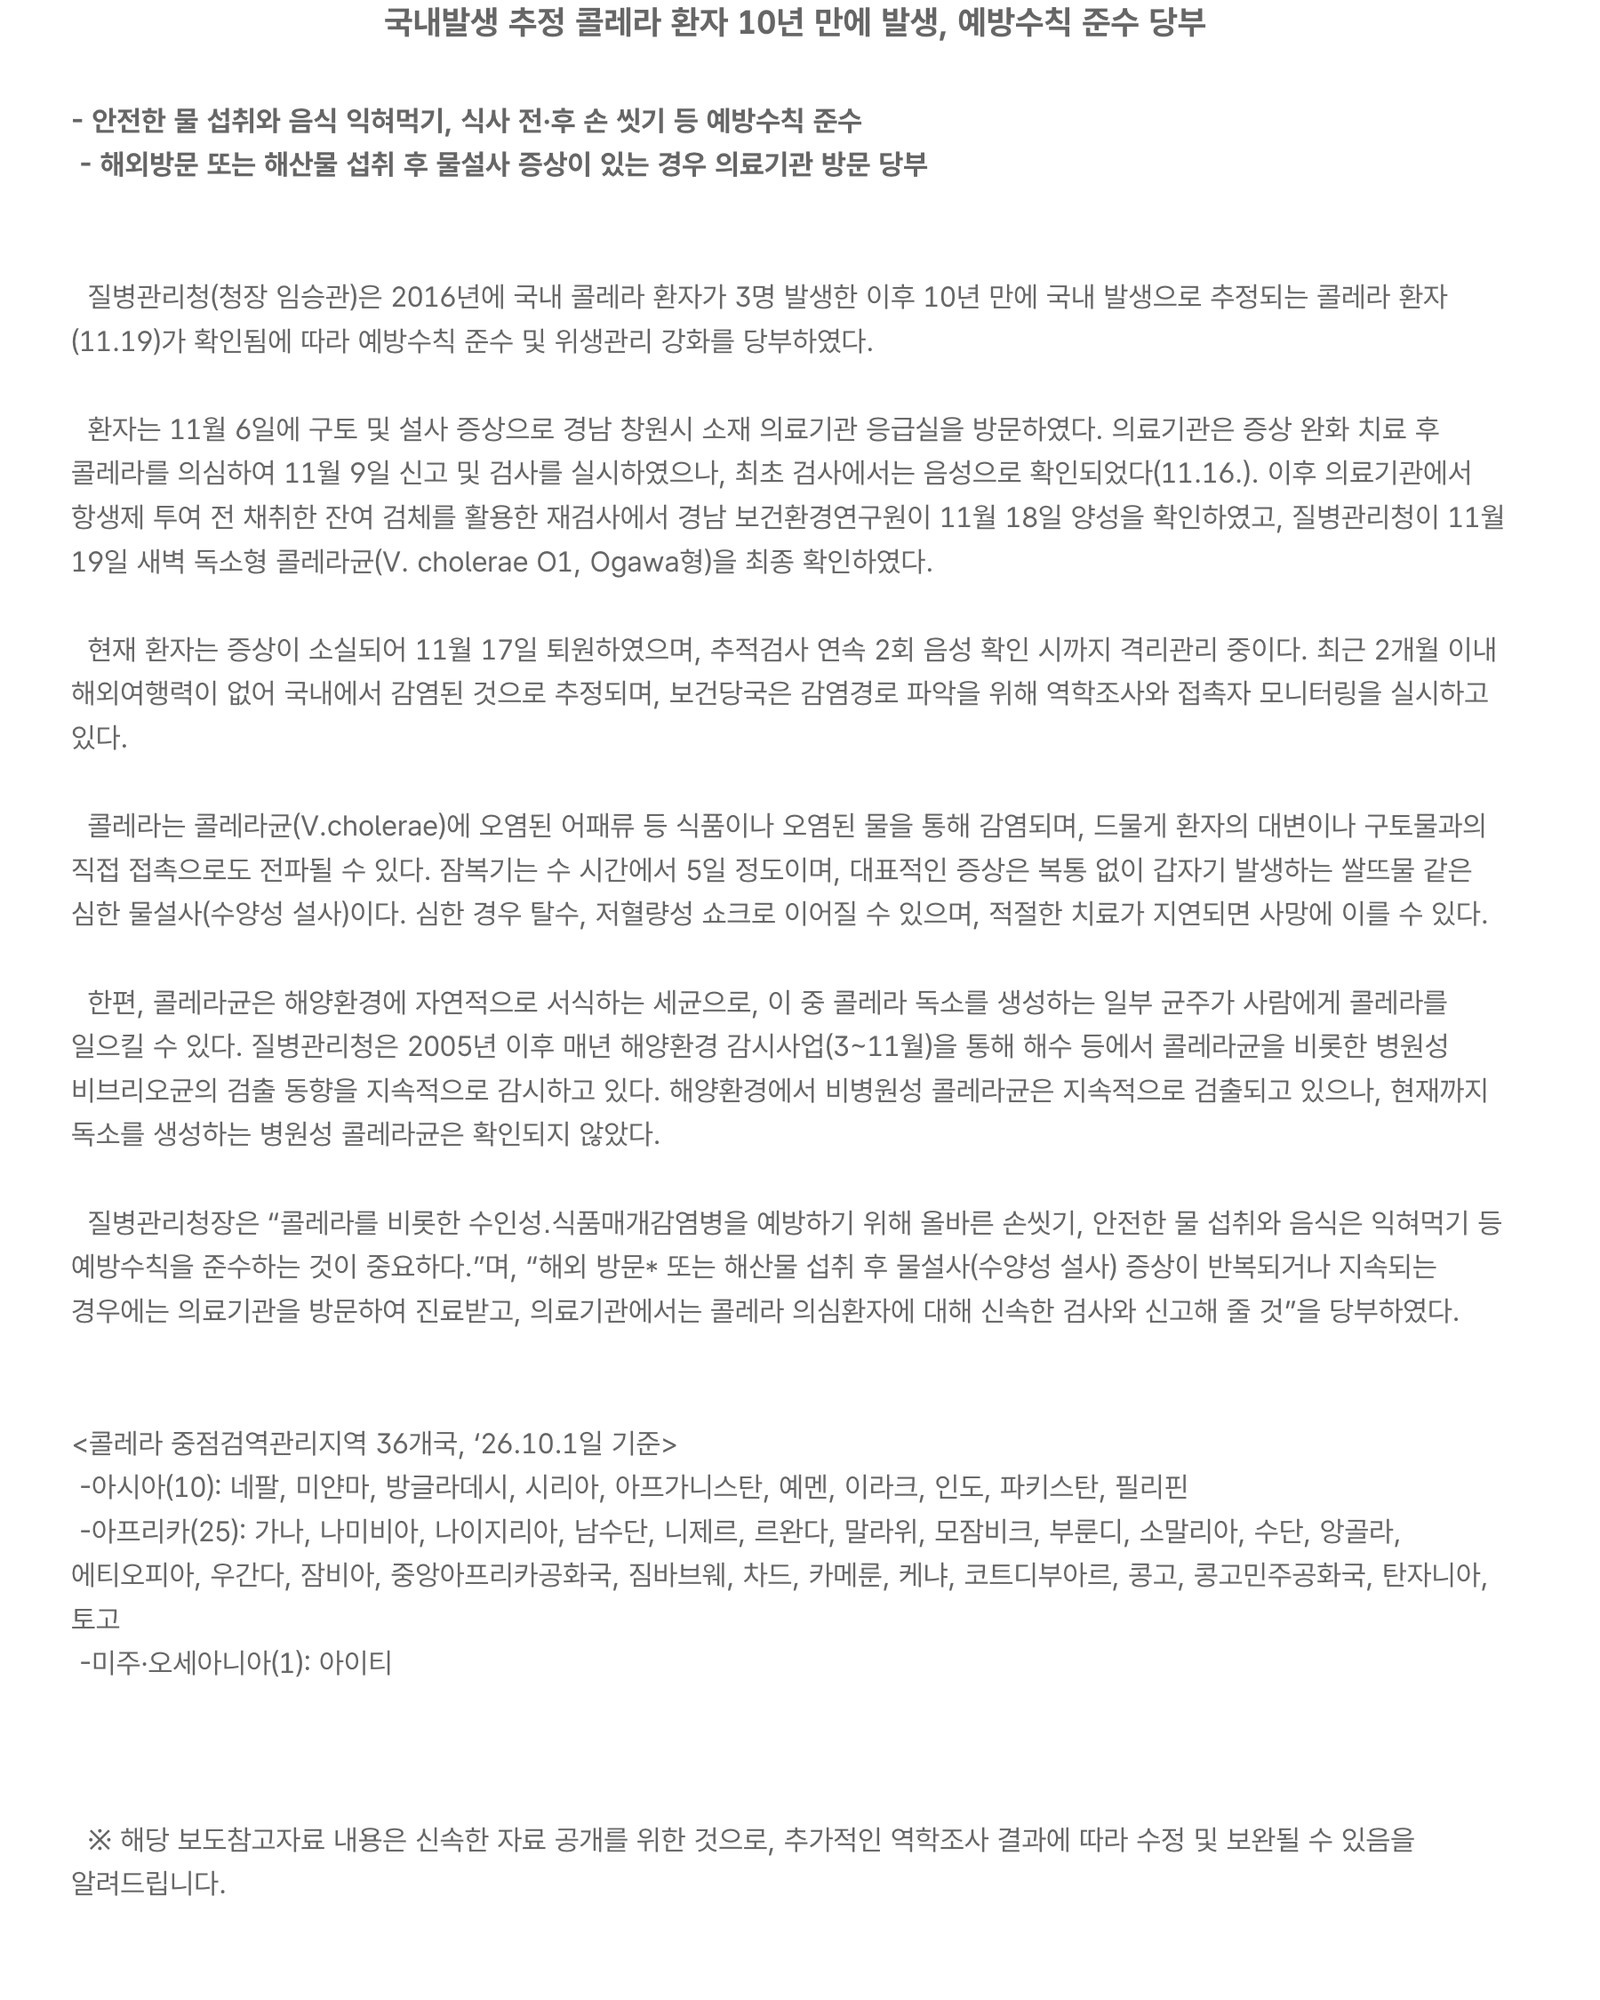 국내발생 추정 콜레라 환자 10년 만에 발생, 예방수칙 준수 당부
- 안전한 물 섭취와 음식 익혀먹기, 식사 전·후 손 씻기 등 예방수칙 준수
- 해외방문 또는 해산물 섭취 후 물설사 증상이 있는 경우 의료기관 방문 당부
질병관리청(청장 임승관)은 2016년에 국내 콜레라 환자가 3명 발생한 이후 10년 만에 국내 발생으로 추정되는 콜레라 환자
(11.19)가 확인됨에 따라 예방수칙 준수 및 위생관리 강화를 당부하였다.
환자는 11월 6일에 구토 및 설사 증상으로 경남 창원시 소재 의료기관 응급실을 방문하였다. 의료기관은 증상 완화 치료 후
콜레라를 의심하여 11월 9일 신고 및 검사를 실시하였으나, 최초 검사에서는 음성으로 확인되었다(11.16.). 이후 의료기관에서
항생제 투여 전 채취한 잔여 검체를 활용한 재검사에서 경남 보건환경연구원이 11월 18일 양성을 확인하였고, 질병관리청이 11월
19일 새벽 독소형 콜레라균(V. cholerae O1, Ogawa형)을 최종 확인하였다.
현재 환자는 증상이 소실되어 11월 17일 퇴원하였으며, 추적검사 연속 2회 음성 확인 시까지 격리관리 중이다. 최근 2개월 이내
해외여행력이 없어 국내에서 감염된 것으로 추정되며, 보건당국은 감염경로 파악을 위해 역학조사와 접촉자 모니터링을 실시하고
있다.
콜레라는 콜레라균(V.cholerae)에 오염된 어패류 등 식품이나 오염된 물을 통해 감염되며, 드물게 환자의 대변이나 구토물과의
직접 접촉으로도 전파될 수 있다. 잠복기는 수 시간에서 5일 정도이며, 대표적인 증상은 복통 없이 갑자기 발생하는 쌀뜨물 같은
심한 물설사(수양성 설사)이다. 심한 경우 탈수, 저혈량성 쇼크로 이어질 수 있으며, 적절한 치료가 지연되면 사망에 이를 수 있다.
한편, 콜레라균은 해양환경에 자연적으로 서식하는 세균으로, 이 중 콜레라 독소를 생성하는 일부 균주가 사람에게 콜레라를
일으킬 수 있다. 질병관리청은 2005년 이후 매년 해양환경 감시사업(3~11월)을 통해 해수 등에서 콜레라균을 비롯한 병원성
비브리오균의 검출 동향을 지속적으로 감시하고 있다. 해양환경에서 비병원성 콜레라균은 지속적으로 검출되고 있으나, 현재까지
독소를 생성하는 병원성 콜레라균은 확인되지 않았다.
질병관리청장은 “콜레라를 비롯한 수인성.식품매개감염병을 예방하기 위해 올바른 손씻기, 안전한 물 섭취와 음식은 익혀먹기 등
예방수칙을 준수하는 것이 중요하다.”며, “해외 방문* 또는 해산물 섭취 후 물설사(수양성 설사) 증상이 반복되거나 지속되는
경우에는 의료기관을 방문하여 진료받고, 의료기관에서는 콜레라 의심환자에 대해 신속한 검사와 신고해 줄 것”을 당부하였다.
<콜레라 중점검역관리지역 36개국, ‘26.10.1일 기준>
-아시아(10): 네팔, 미얀마, 방글라데시, 시리아, 아프가니스탄, 예멘, 이라크, 인도, 파키스탄, 필리핀
-아프리카(25): 가나, 나미비아, 나이지리아, 남수단, 니제르, 르완다, 말라위, 모잠비크, 부룬디, 소말리아, 수단, 앙골라,
에티오피아, 우간다, 잠비아, 중앙아프리카공화국, 짐바브웨, 차드, 카메룬, 케냐, 코트디부아르, 콩고, 콩고민주공화국, 탄자니아,
토고
-미주·오세아니아(1): 아이티
※ 해당 보도참고자료 내용은 신속한 자료 공개를 위한 것으로, 추가적인 역학조사 결과에 따라 수정 및 보완될 수 있음을
알려드립니다.